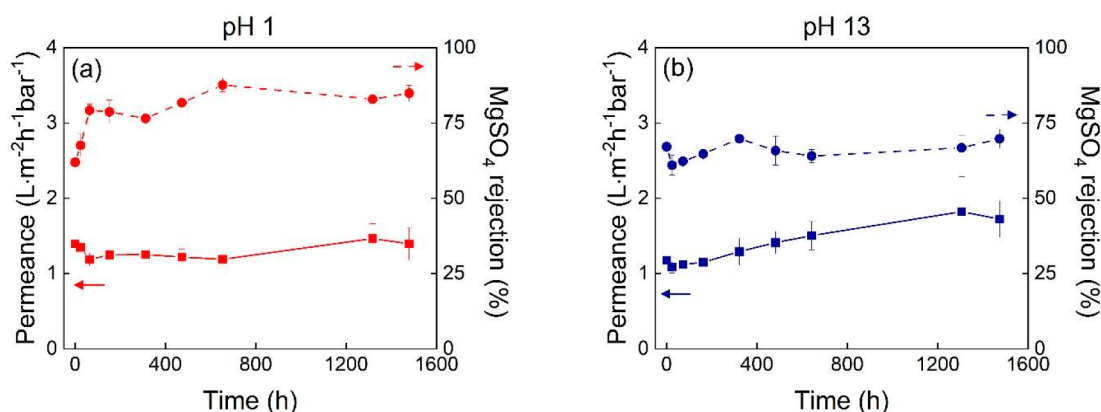 pH 1
(a)
Permeance (L·m⁻²h⁻¹bar⁻¹)
4
3
2
1
0
100
75
50
25
0
MgSO₄ rejection (%)
0 400 800 1200 1600
Time (h)
pH 13
(b)
Permeance (L·m⁻²h⁻¹bar⁻¹)
4
3
2
1
0
100
75
50
25
0
MgSO₄ rejection (%)
0 400 800 1200 1600
Time (h)